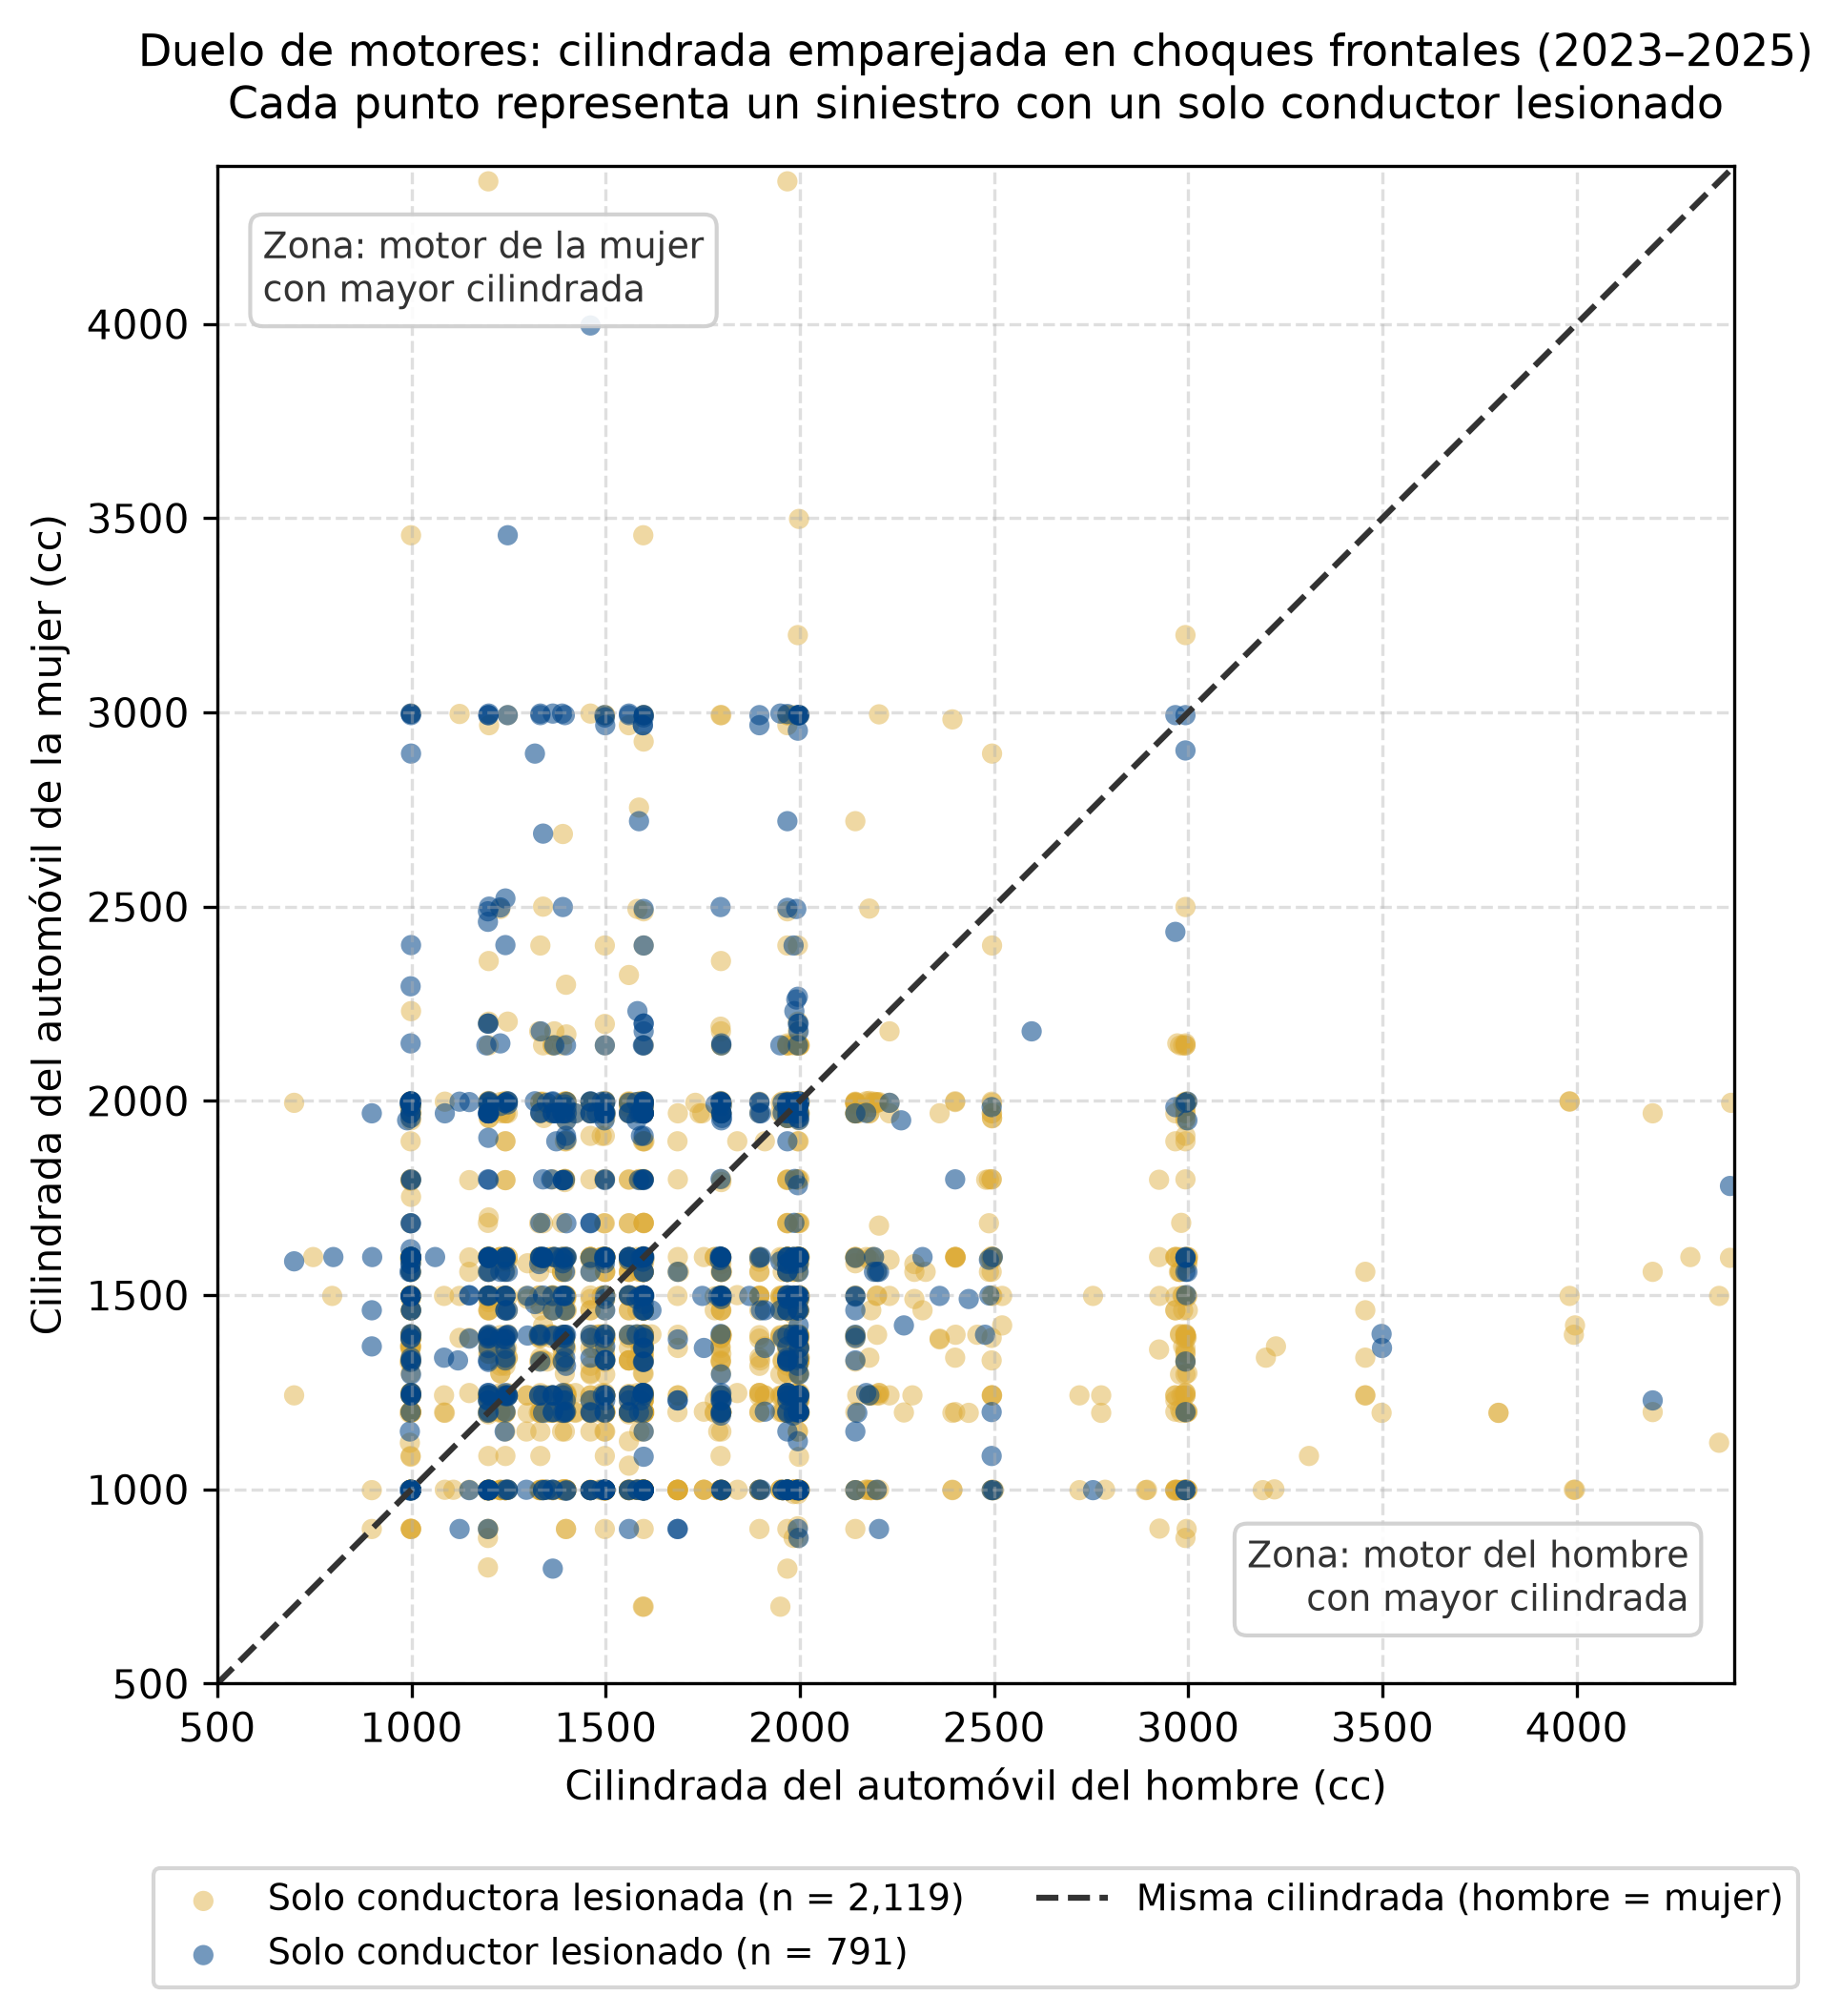 Duelo de motores: cilindrada emparejada en choques frontales (2023–2025)
Cada punto representa un siniestro con un solo conductor lesionado
Zona: motor de la mujer
con mayor cilindrada
Cilindrada del automóvil de la mujer (cc)
4000
3500
3000
2500
2000
1500
1000
500
Zona: motor del hombre
con mayor cilindrada
500 1000 1500 2000 2500 3000 3500 4000
Cilindrada del automóvil del hombre (cc)
Solo conductora lesionada (n = 2,119)
Solo conductor lesionado (n = 791)
Misma cilindrada (hombre = mujer)